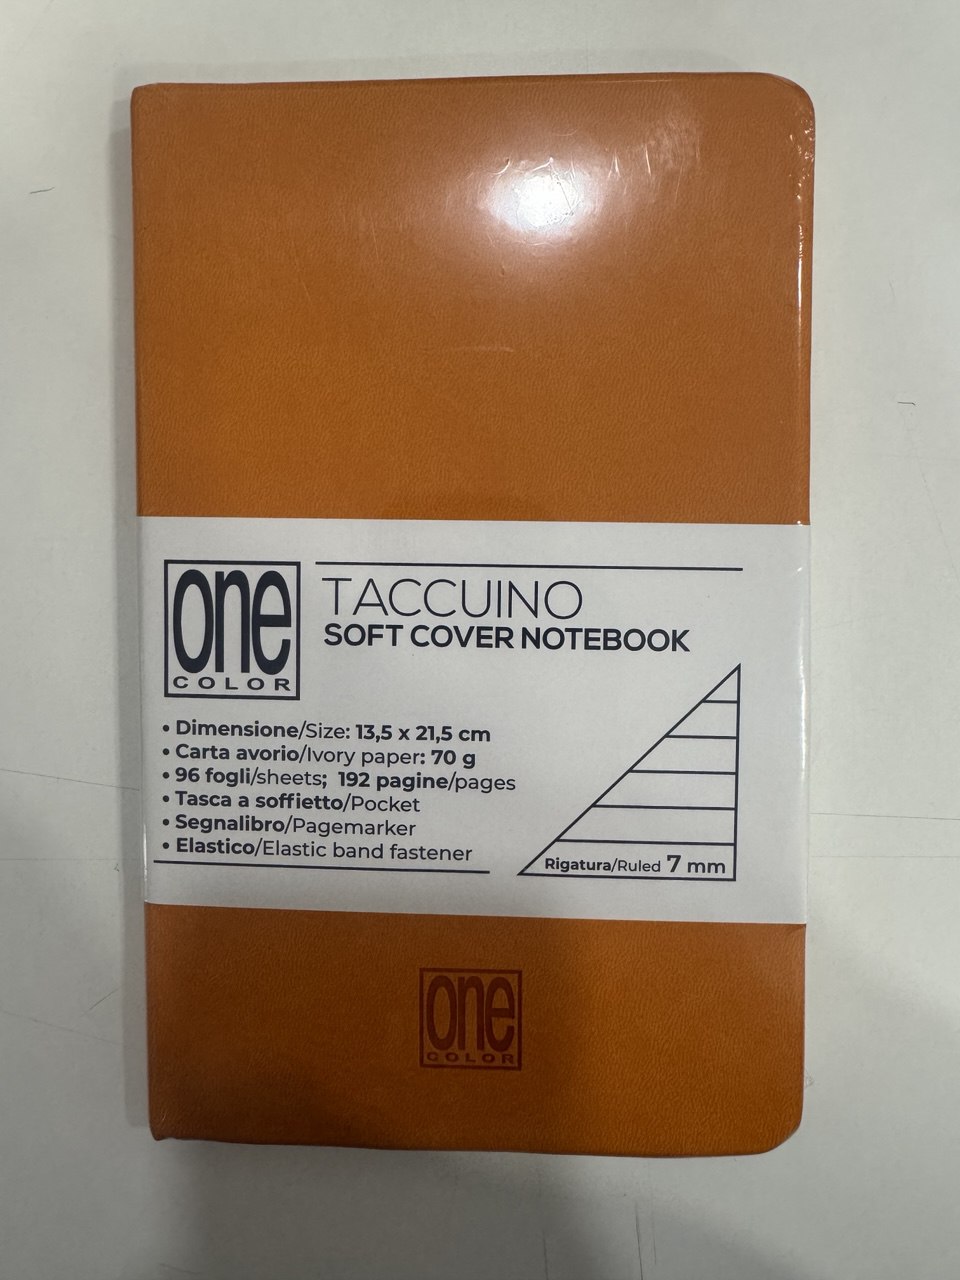 one
COLOR
TACCUINO
SOFT COVER NOTEBOOK
• Dimensione/Size: 13,5 x 21,5 cm
• Carta avorio/Ivory paper: 70 g
• 96 fogli/sheets; 192 pagine/pages
• Tasca a soffietto/Pocket
• Segnalibro/Pagemarker
• Elastico/Elastic band fastener
Rigatura/Ruled 7 mm
one
COLOR